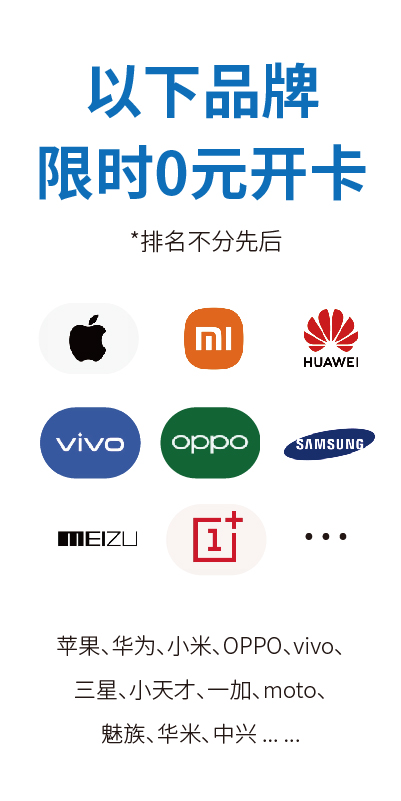 以下品牌
限时0元开卡
*排名不分先后
HUAWEI
vivo
oppo
SAMSUNG
MEIZU
1+
•••
苹果、华为、小米、OPPO、vivo、
三星、小天才、一加、moto、
魅族、华米、中兴 ... ...